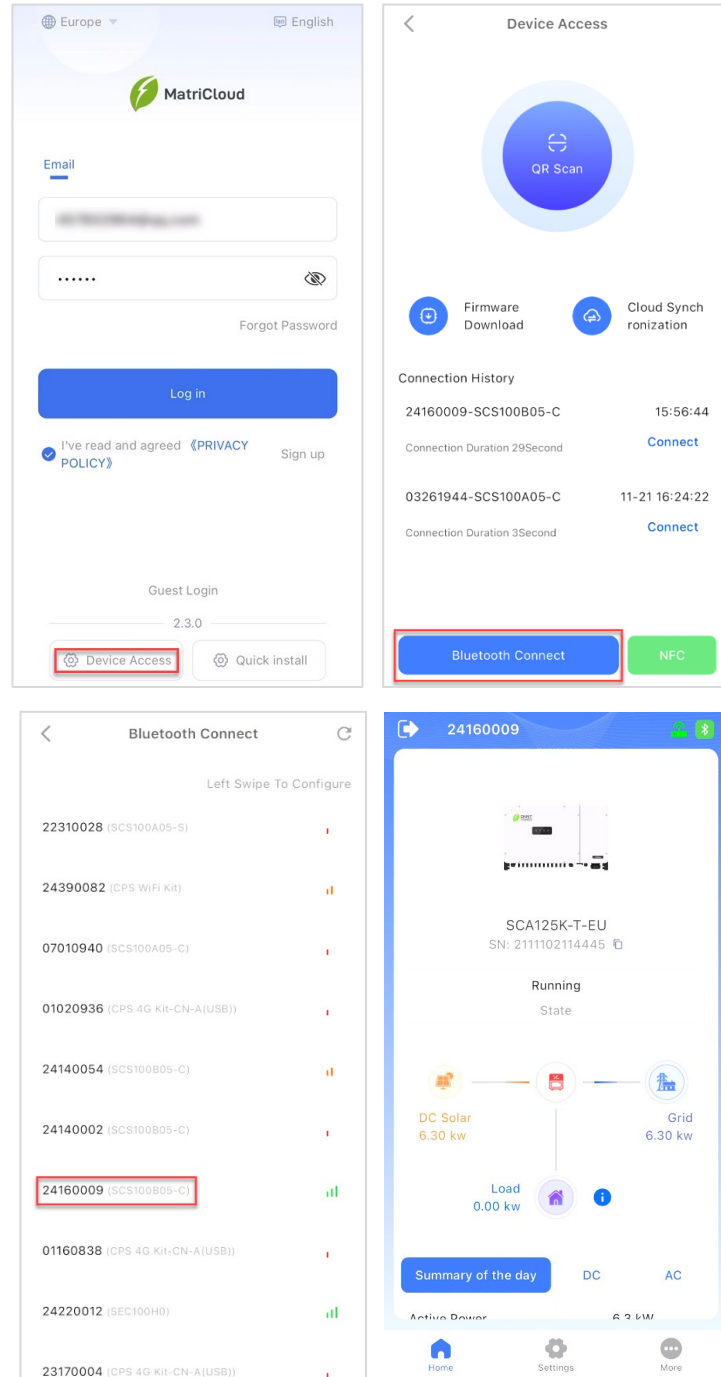 Europe
English
MatriCloud
Email
••••••
Forgot Password
Log in
I've read and agreed 《PRIVACY
POLICY》
Sign up
Guest Login
2.3.0
Device Access
Quick install
Device Access
QR Scan
Firmware
Download
Cloud Synch
ronization
Connection History
24160009-SCS100B05-C 15:56:44
Connection Duration 29Second Connect
03261944-SCS100A05-C 11-21 16:24:22
Connection Duration 3Second Connect
Bluetooth Connect
NFC
Bluetooth Connect
Left Swipe To Configure
22310028 (SCS100A05-S)
24390082 (CPS WiFi Kit)
07010940 (SCS100A05-C)
01020936 (CPS 4G Kit-CN-A(USB))
24140054 (SCS100B05-C)
24140002 (SCS100B05-C)
24160009 (SCS100B05-C)
01160838 (CPS 4G Kit-CN-A(USB))
24220012 (SEC100H0)
23170004 (CPS 4G Kit-CN-A(USB))
24160009
SCA125K-T-EU
SN: 2111102114445
Running
State
DC Solar
6.30 kw
Grid
6.30 kw
Load
0.00 kw
Summary of the day
DC
AC
Active Power 6.3 kW
Home
Settings
More